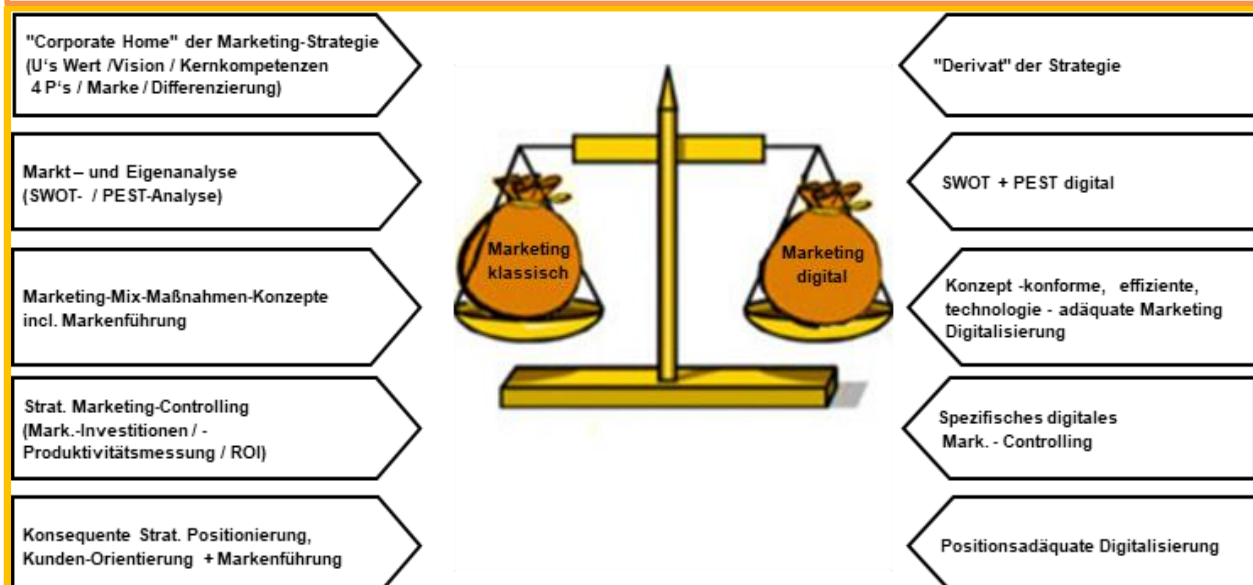 "Corporate Home" der Marketing-Strategie
(U's Wert /Vision / Kernkompetenzen
4 P's / Marke / Differenzierung)
"Derivat" der Strategie
Markt – und Eigenanalyse
(SWOT- / PEST-Analyse)
SWOT + PEST digital
Marketing
klassisch
Marketing
digital
Marketing-Mix-Maßnahmen-Konzepte
incl. Markenführung
Konzept -konforme, effiziente,
technologie - adäquate Marketing
Digitalisierung
Strat. Marketing-Controlling
(Mark.-Investitionen / -
Produktivitätsmessung / ROI)
Spezifisches digitales
Mark. - Controlling
Konsequente Strat. Positionierung,
Kunden-Orientierung + Markenführung
Positionsadäquate Digitalisierung